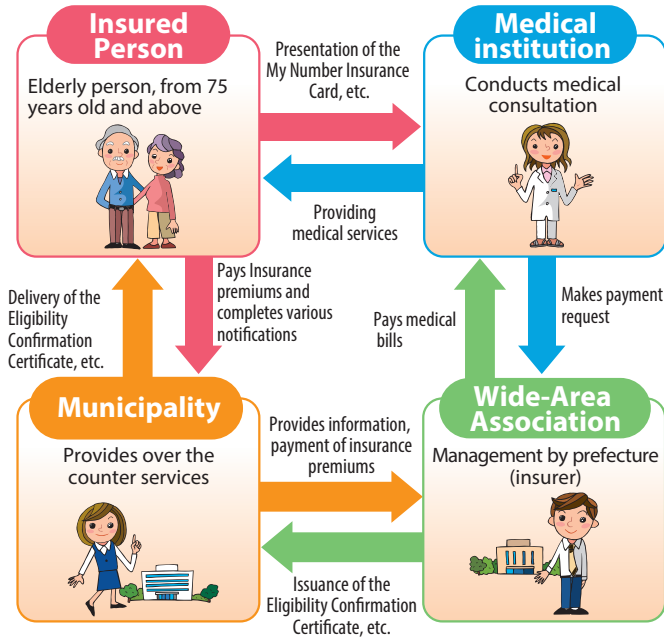 Insured
Person
Elderly person, from 75
years old and above
Presentation of the
My Number Insurance
Card, etc.
Medical
institution
Conducts medical
consultation
Providing
medical services
Delivery of the
Eligibility
Confirmation
Certificate, etc.
Pays Insurance
premiums and
completes various
notifications
Pays medical
bills
Makes payment
request
Municipality
Provides over the
counter services
Provides information,
payment of insurance
premiums
Wide-Area
Association
Management by prefecture
(insurer)
Issuance of the
Eligibility Confirmation
Certificate, etc.